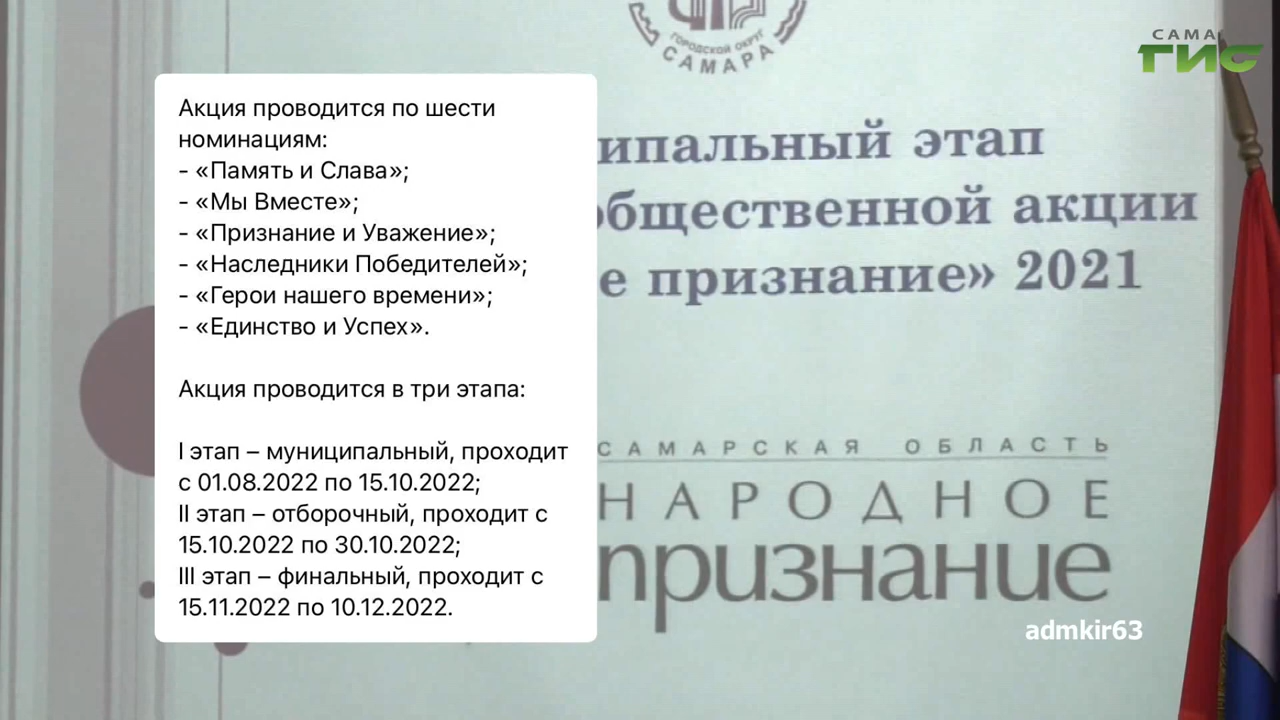 САМА
ГИС
ГОРОДСКОЙ ОКРУГ
САМАРА
Акция проводится по шести
номинациям:
- «Память и Слава»;
- «Мы Вместе»;
- «Признание и Уважение»;
- «Наследники Победителей»;
- «Герои нашего времени»;
- «Единство и Успех».
Акция проводится в три этапа:
I этап – муниципальный, проходит
с 01.08.2022 по 15.10.2022;
II этап – отборочный, проходит с
15.10.2022 по 30.10.2022;
III этап – финальный, проходит с
15.11.2022 по 10.12.2022.
ипальный этап
общественной акции
е признание» 2021
САМАРСКАЯ ОБЛАСТЬ
НАРОДНОЕ
признание
admkir63